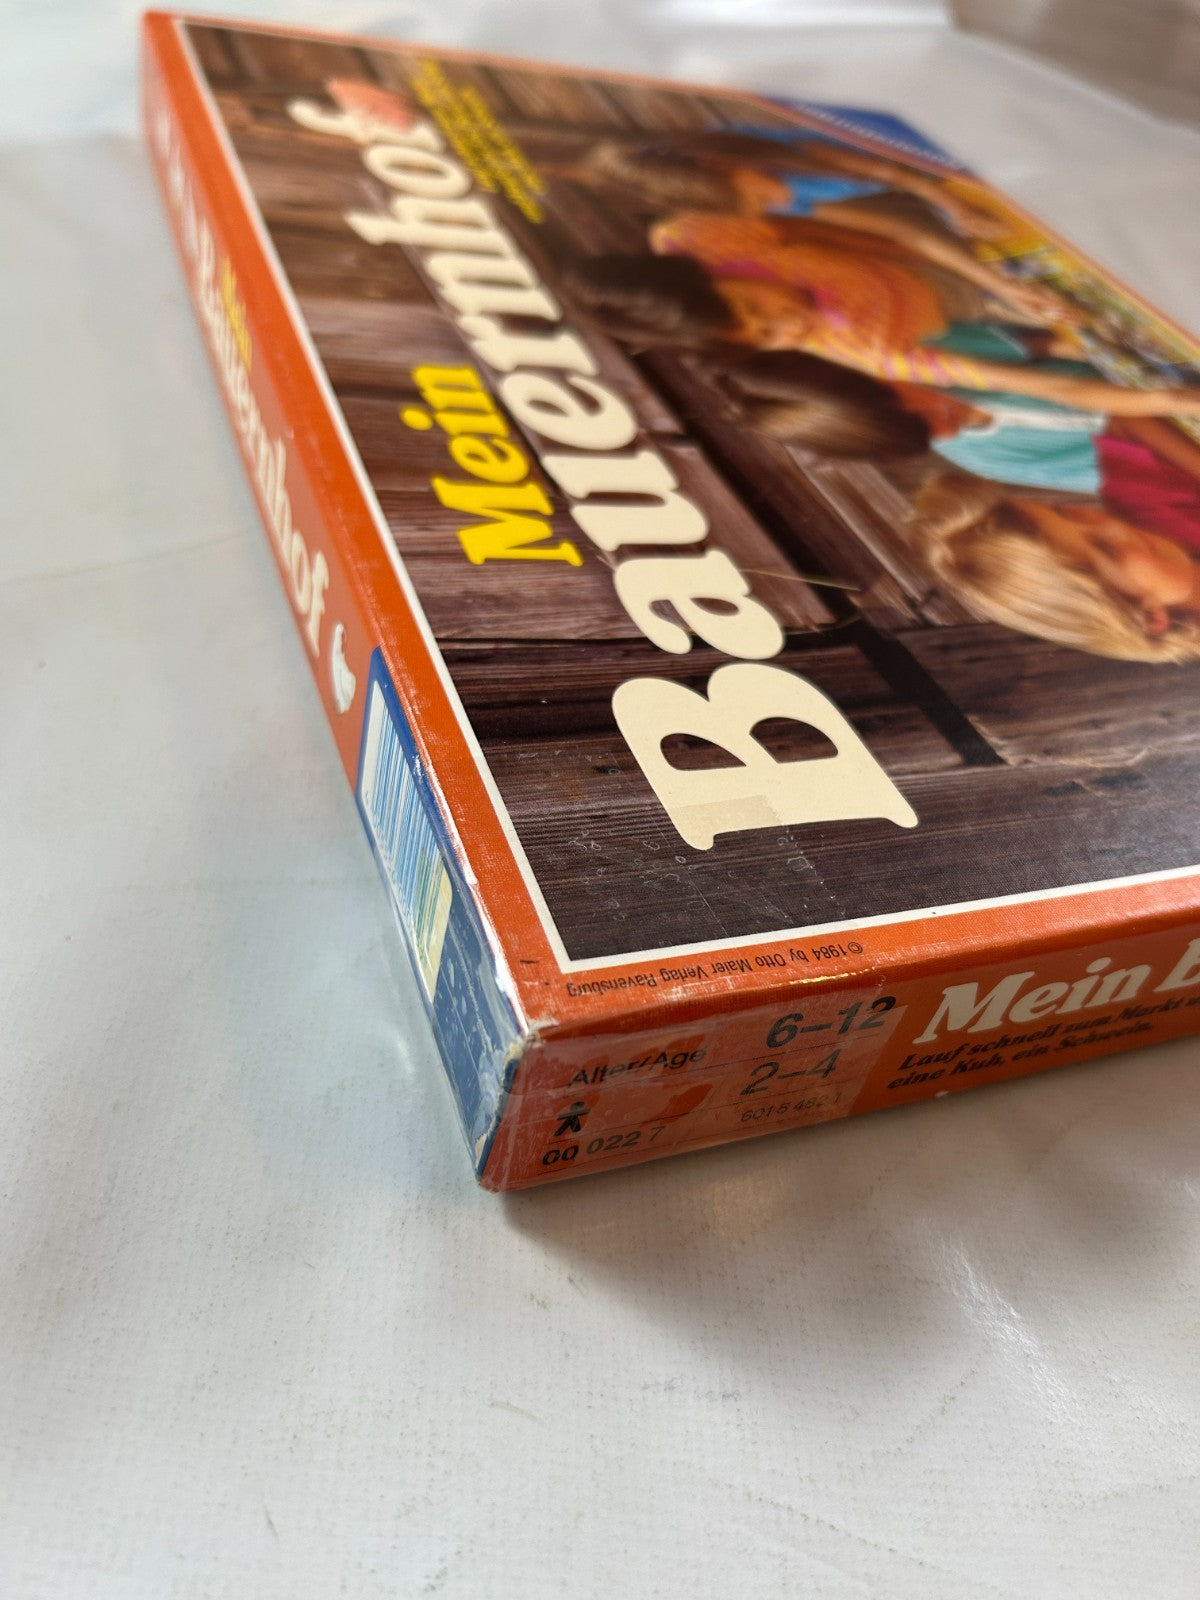 Mein
Bauernhof
Mein
Bauernhof
© 1984 by Otto Maier Verlag Ravensburg
Alter/Age 6–12
2–4
00 022 7
Mein B
Lauf schnell zum Markt
eine Kuh, ein Schwein.